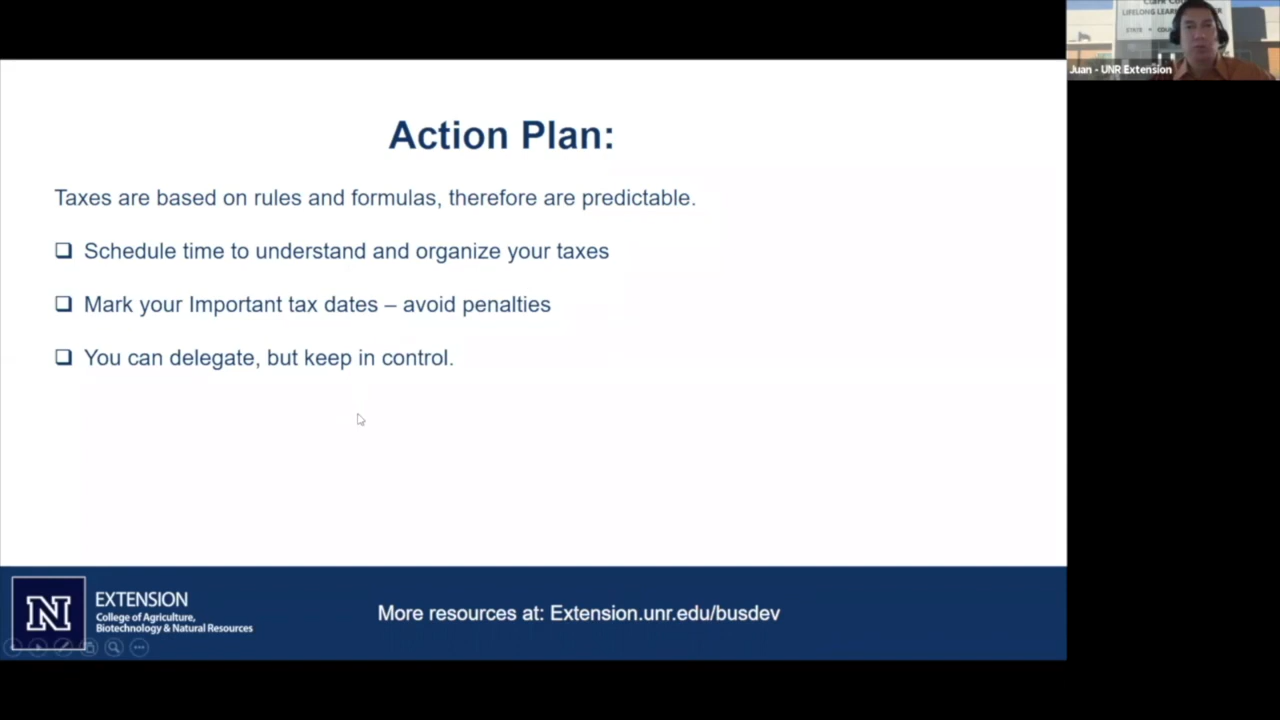 Action Plan:
Taxes are based on rules and formulas, therefore are predictable.
❑ Schedule time to understand and organize your taxes
❑ Mark your Important tax dates – avoid penalties
❑ You can delegate, but keep in control.
N
EXTENSION
College of Agriculture,
Biotechnology & Natural Resources
More resources at: Extension.unr.edu/busdev
LIFELONG
STATE
Juan - UNR Extension